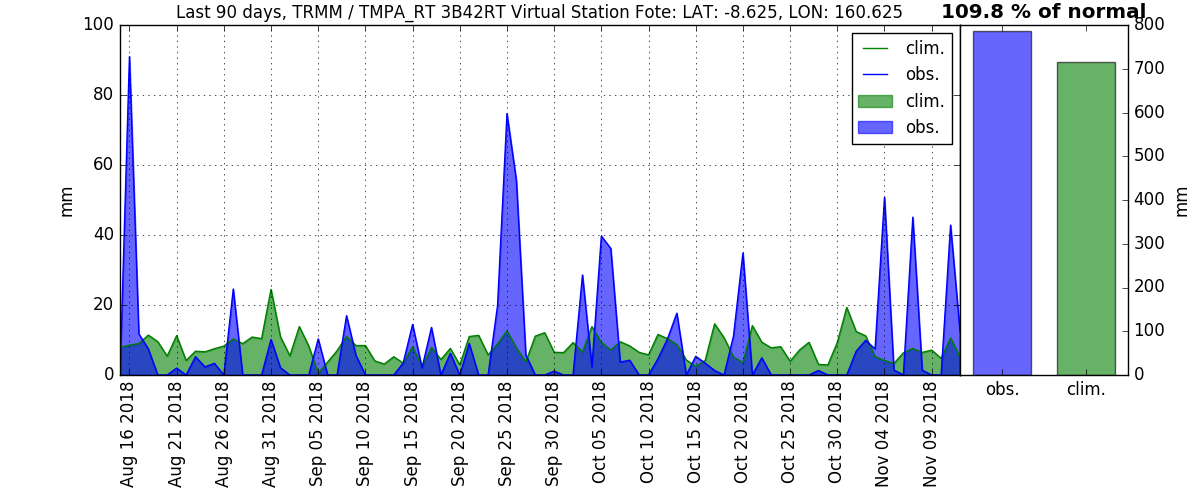 Last 90 days, TRMM / TMPA_RT 3B42RT Virtual Station Fote: LAT: -8.625, LON: 160.625
109.8 % of normal
mm
100
80
60
40
20
0
clim.
obs.
clim.
obs.
800
700
600
500
400
300
200
100
0
mm
Aug 16 2018
Aug 21 2018
Aug 26 2018
Aug 31 2018
Sep 05 2018
Sep 10 2018
Sep 15 2018
Sep 20 2018
Sep 25 2018
Sep 30 2018
Oct 05 2018
Oct 10 2018
Oct 15 2018
Oct 20 2018
Oct 25 2018
Oct 30 2018
Nov 04 2018
Nov 09 2018
obs.
clim.